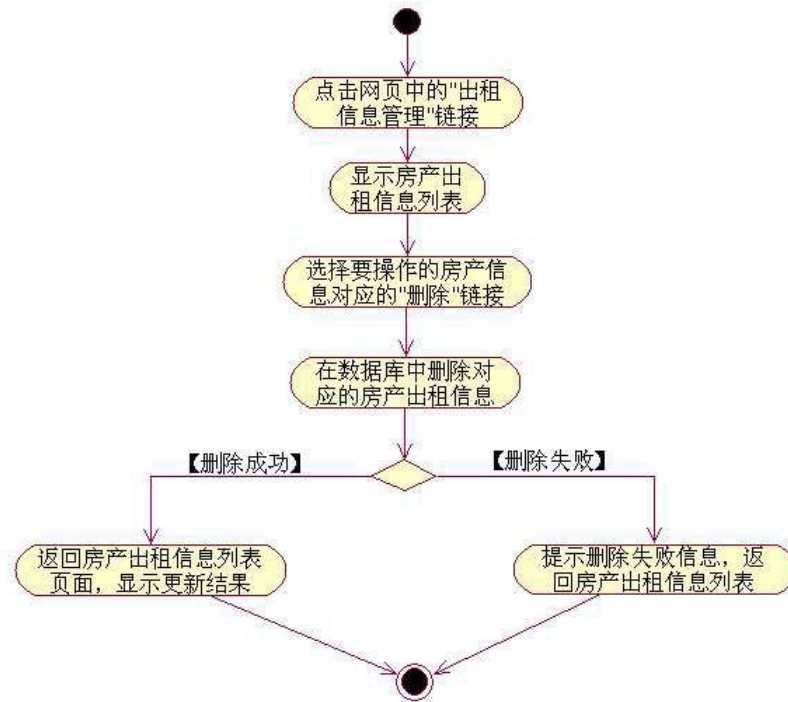 点击网页中的"出租
信息管理"链接
显示房产出
租信息列表
选择要操作的房产信
息对应的"删除"链接
在数据库中删除对
应的房产出租信息
【删除成功】
【删除失败】
返回房产出租信息列表
页面，显示更新结果
提示删除失败信息，返
回房产出租信息列表